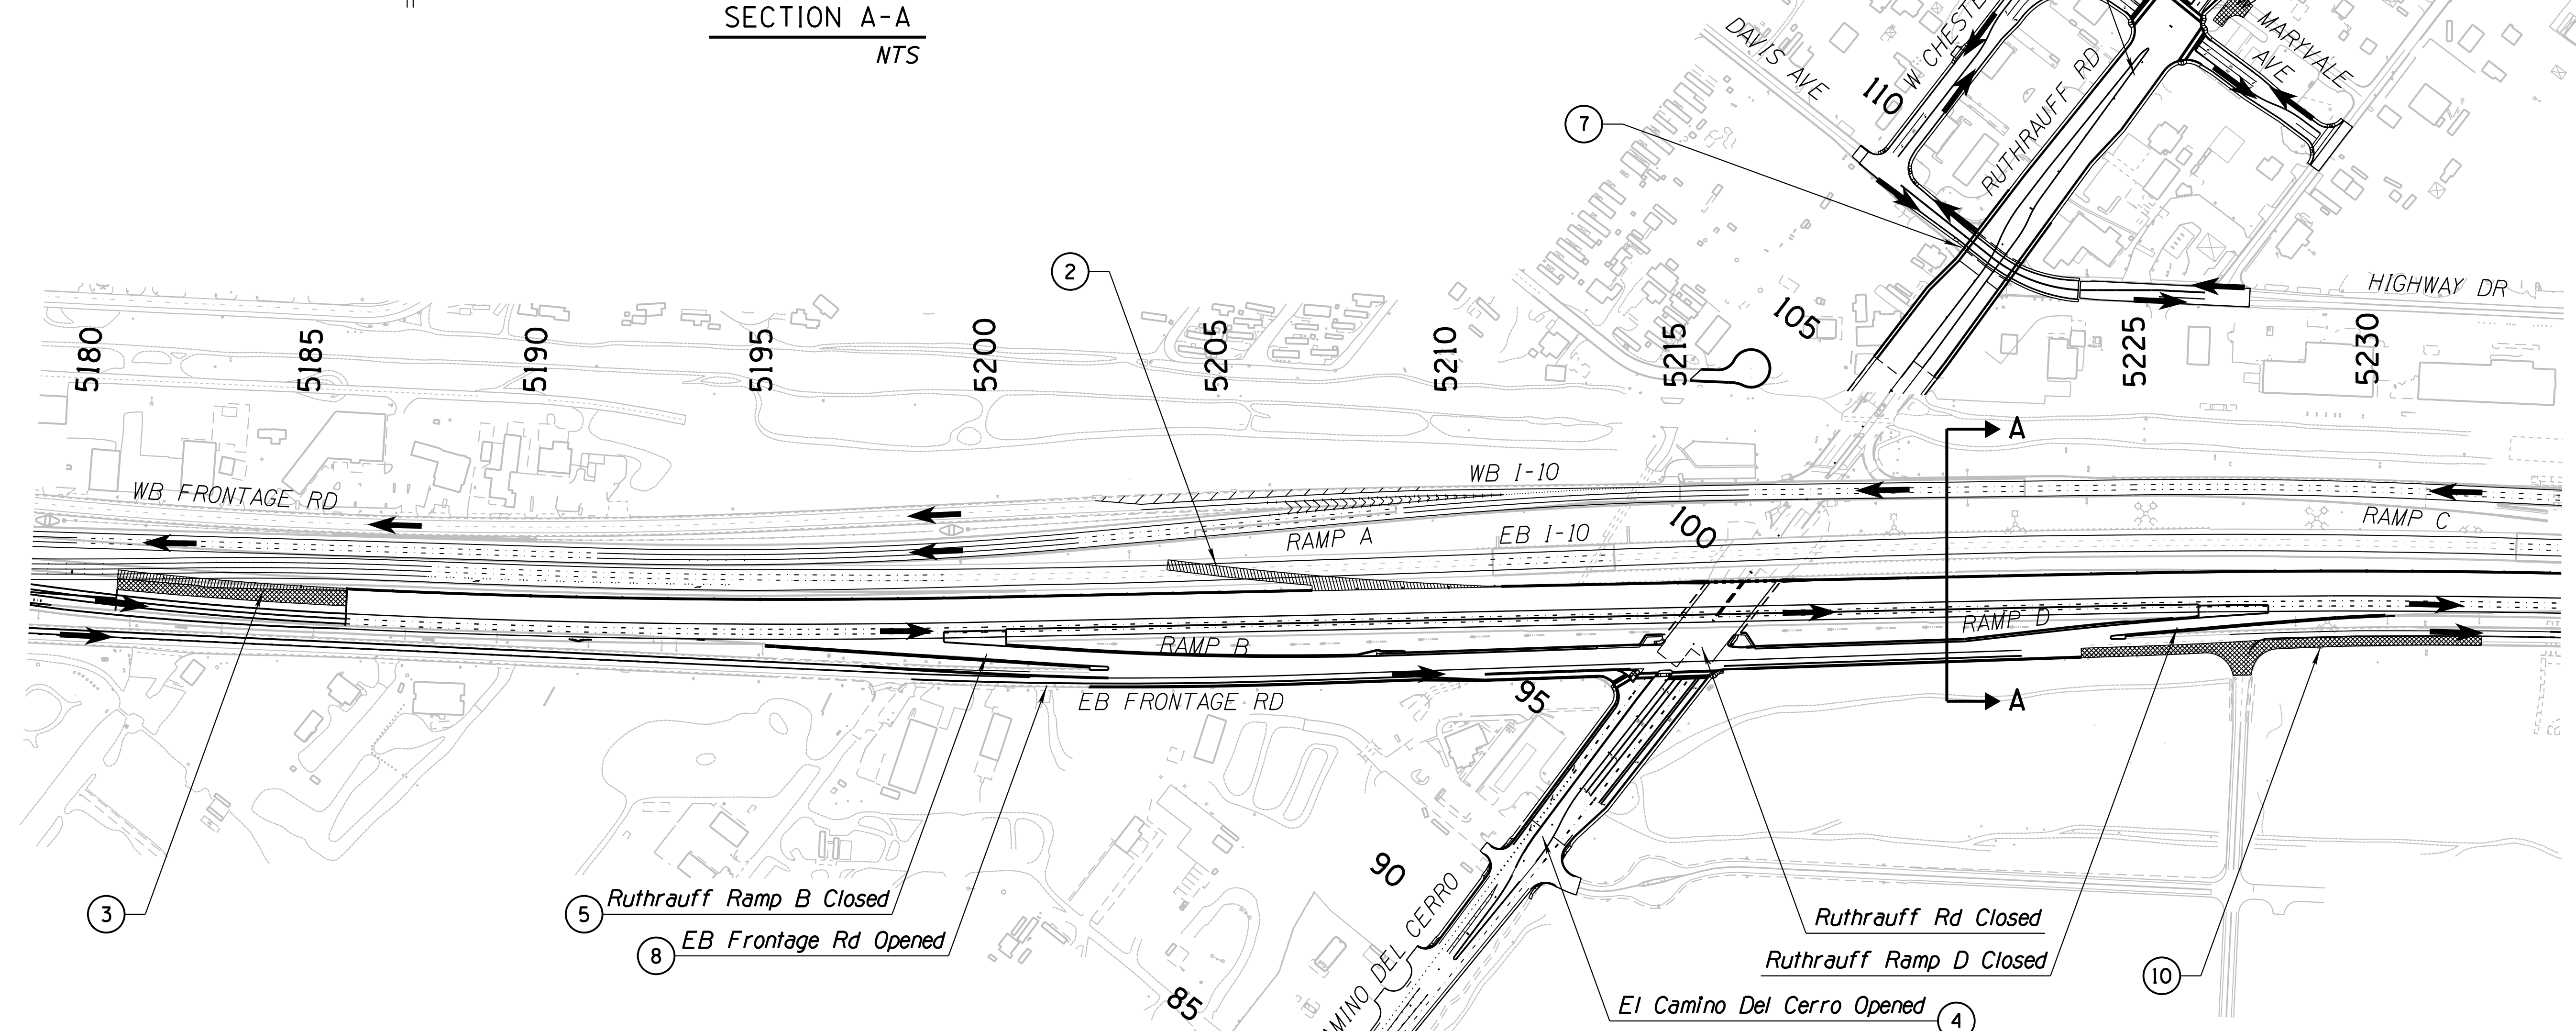 SECTION A-A
NTS
DAVIS AVE
W CHESTE
110
RUTHRAUFF RD
MARYVALE
AVE
7
2
HIGHWAY DR
105
5180
5185
5190
5195
5200
5205
5210
5215
5225
5230
A
WB I-10
WB FRONTAGE RD
RAMP A
EB I-10
100
RAMP C
RAMP D
RAMP B
EB FRONTAGE RD
95
A
90
85
3
5 Ruthrauff Ramp B Closed
8 EB Frontage Rd Opened
AMINO DEL CERRO
Ruthrauff Rd Closed
Ruthrauff Ramp D Closed
10
El Camino Del Cerro Opened 4